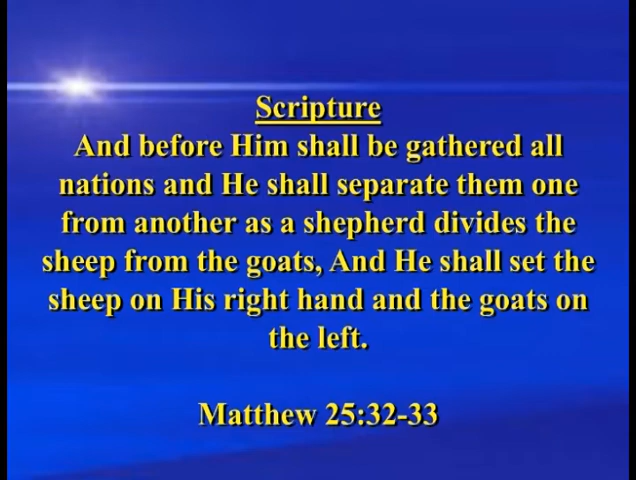 Scripture
And before Him shall be gathered all
nations and He shall separate them one
from another as a shepherd divides the
sheep from the goats, And He shall set the
sheep on His right hand and the goats on
the left.
Matthew 25:32-33